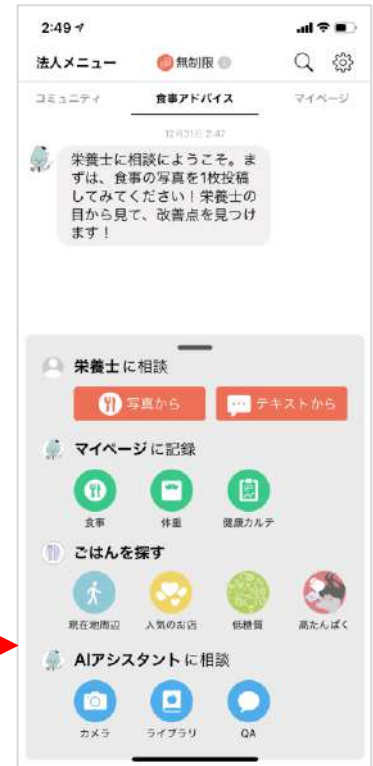 2:49
法人メニュー
無制限
コミュニティ
食事アドバイス
マイページ
12月31日 2:47
栄養士に相談にようこそ。ま
ずは、食事の写真を1枚投稿
してみてください！栄養士の
目から見て、改善点を見つけ
ます！
栄養士に相談
写真から
テキストから
マイページに記録
食事
体重
健康カルテ
ごはんを探す
現在地周辺
人気のお店
低糖質
高たんぱく
AIアシスタントに相談
カメラ
ライブラリ
QA